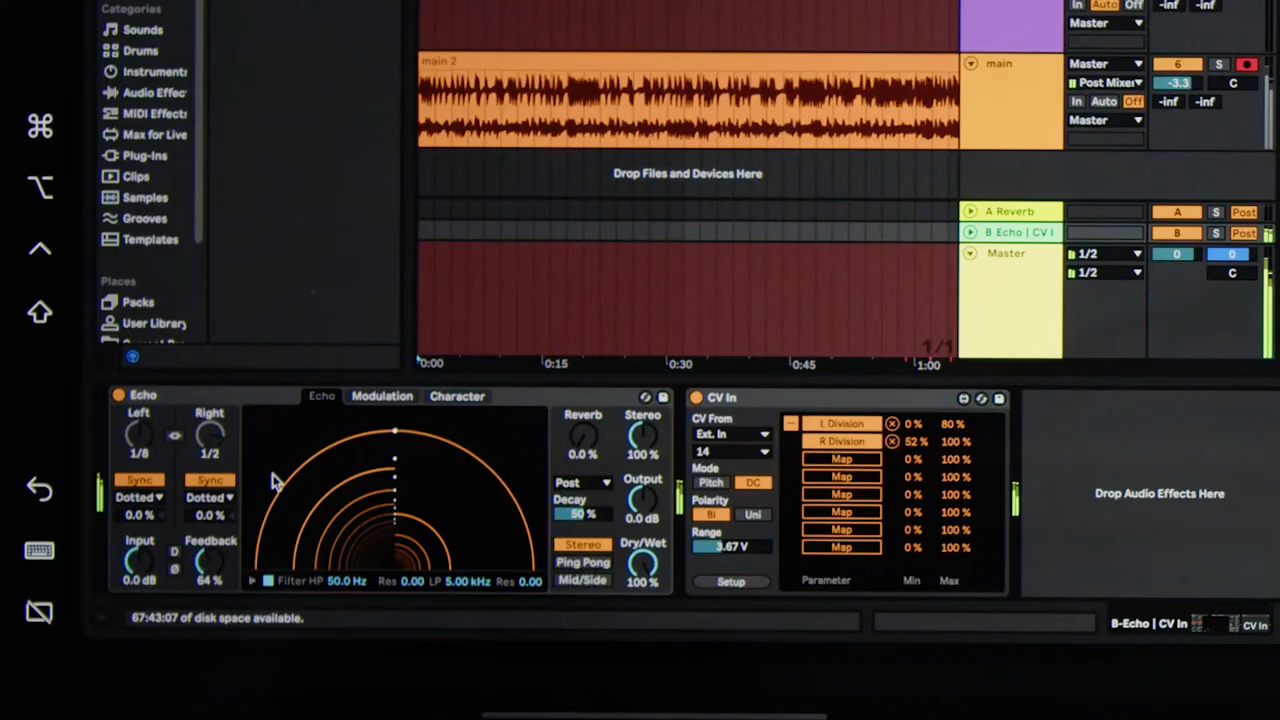 Categories
Sounds
Drums
Instruments
Audio Effec
MIDI Effects
Max for Live
Plug-Ins
Clips
Samples
Grooves
Templates
Places
Packs
User Library
main 2
Drop Files and Devices Here
In Auto Off -inf -inf
Master
main Master 6 S
Post Mixer -3.3 C
In Auto Off -inf -inf
Master
A Reverb A S Post
B Echo | CV I B S Post
Master 1/2 0 0
1/2 C
1/1
0:00 0:15 0:30 0:45 1:00
Echo Echo Modulation Character
Left Right
1/8 1/2
Sync Sync
Dotted Dotted
0.0 % 0.0 %
Input Feedback
D
Ø
0.0 dB 64 %
Filter HP 50.0 Hz Res 0.00 LP 5.00 kHz Res 0.00
Reverb Stereo
0.0 % 100 %
Post Output
Decay
50 % 0.0 dB
Stereo Dry/Wet
Ping Pong
Mid/Side 100 %
CV In
CV From
Ext. In
14
Mode
Pitch DC
Polarity
Bi Uni
Range
3.67 V
Setup
L Division 0 % 80 %
R Division 52 % 100 %
Map 0 % 100 %
Map 0 % 100 %
Map 0 % 100 %
Map 0 % 100 %
Map 0 % 100 %
Map 0 % 100 %
Parameter Min Max
Drop Audio Effects Here
67:43:07 of disk space available.
B-Echo | CV In CV In